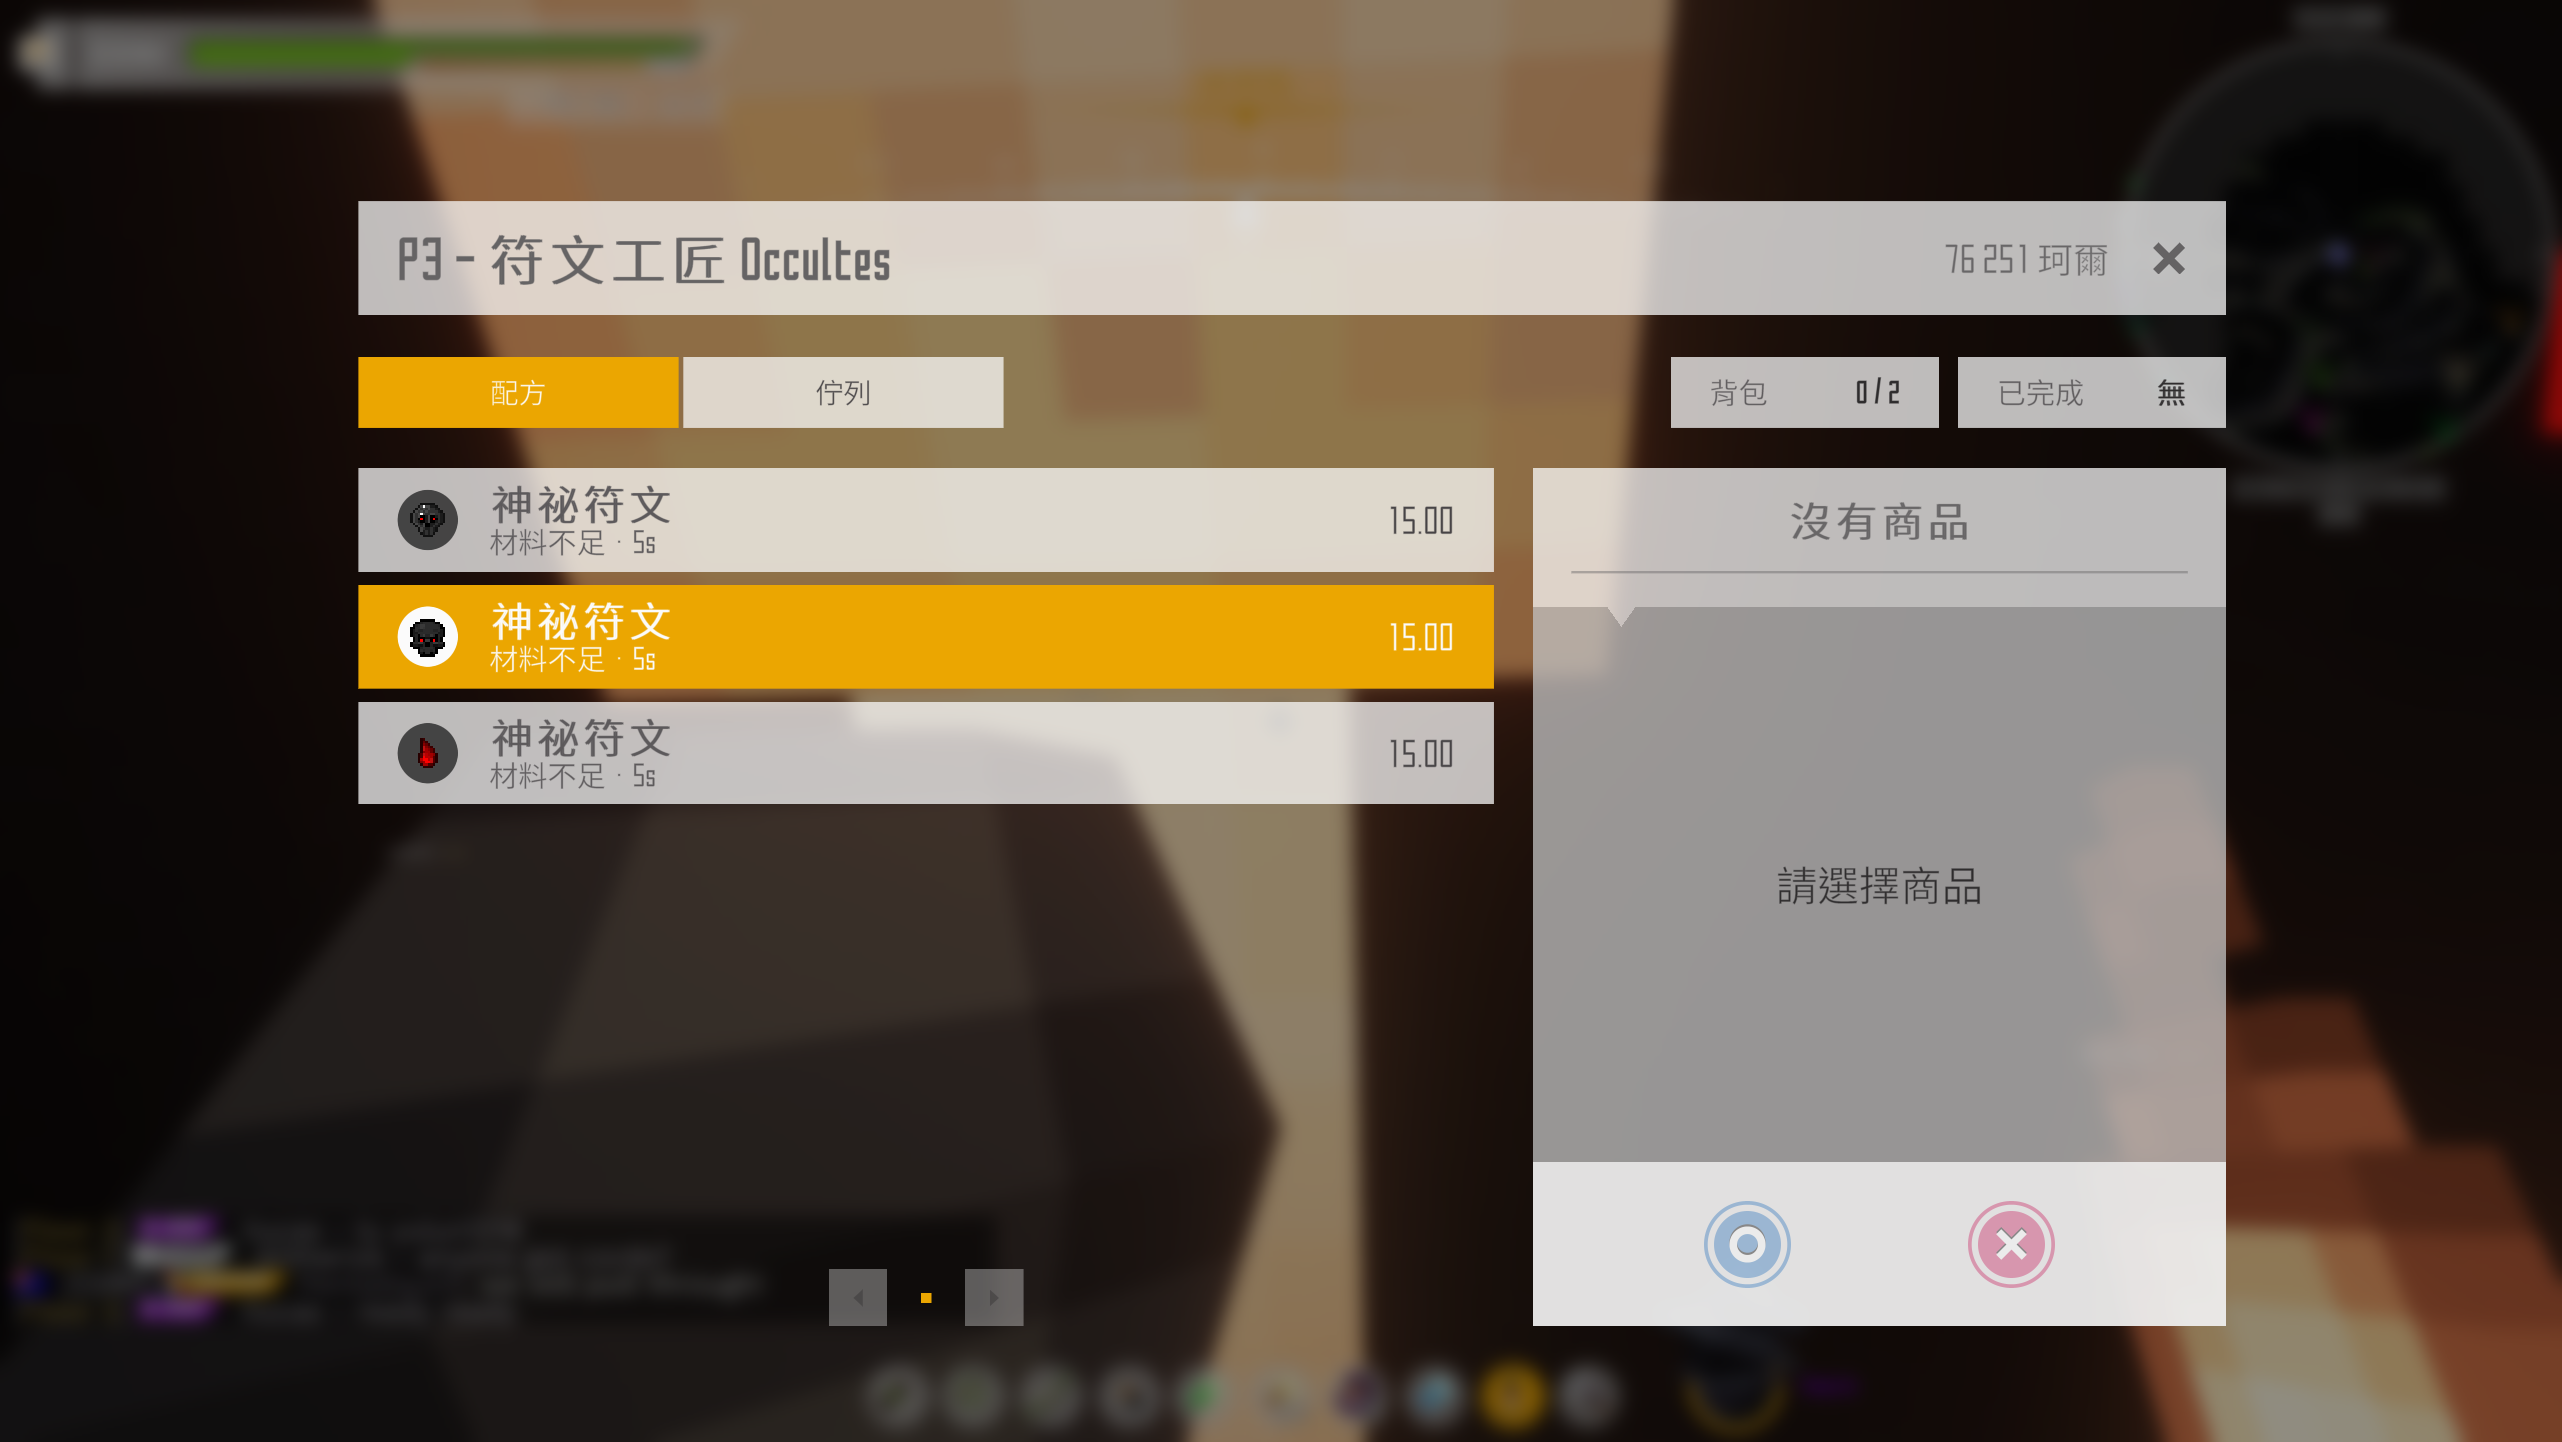 P3 - 符文工匠 Occultes
76 251 珂爾
配方
佇列
背包 0 / 2
已完成 無
神祕符文
材料不足 · 5s
15.00
神祕符文
材料不足 · 5s
15.00
神祕符文
材料不足 · 5s
15.00
沒有商品
請選擇商品